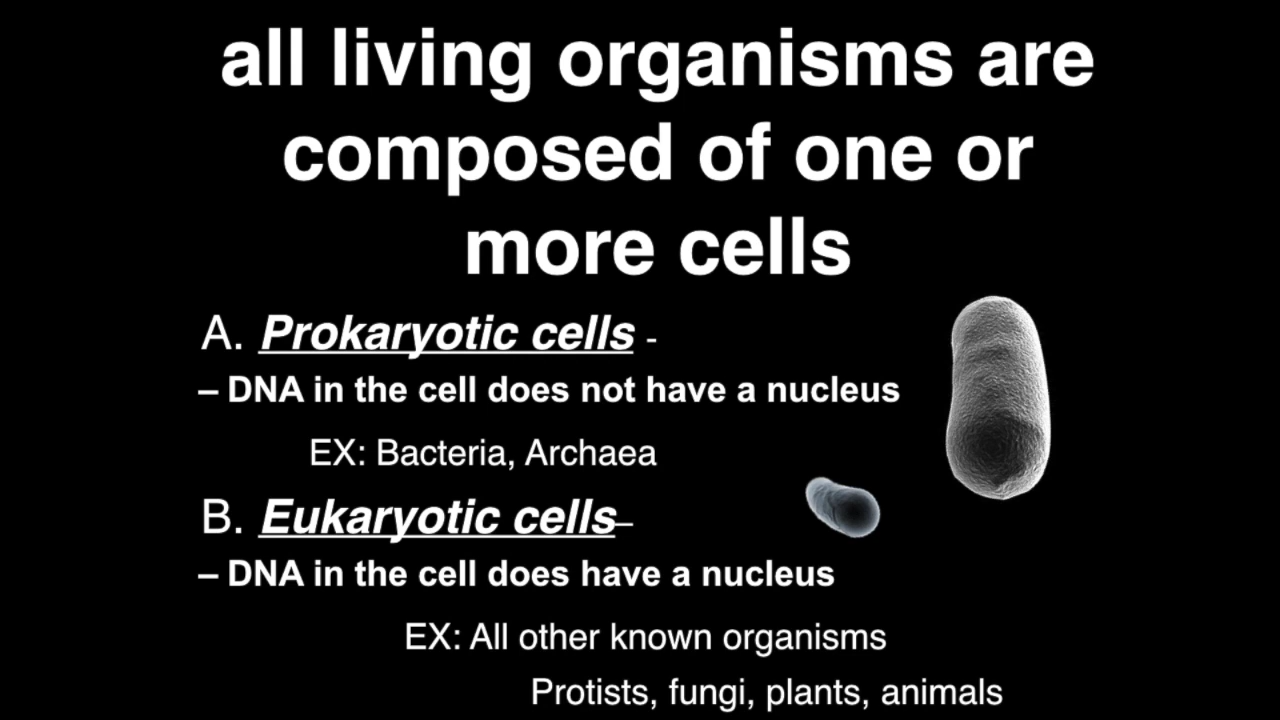 all living organisms are
composed of one or
more cells
A. Prokaryotic cells -
– DNA in the cell does not have a nucleus
EX: Bacteria, Archaea
B. Eukaryotic cells–
– DNA in the cell does have a nucleus
EX: All other known organisms
Protists, fungi, plants, animals